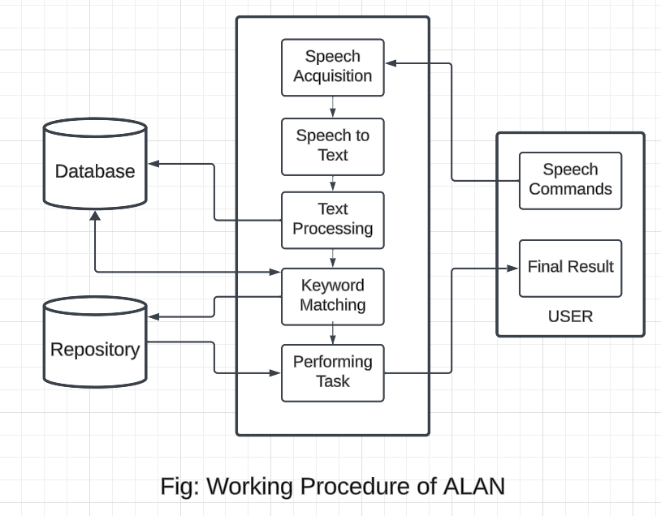 Speech
Acquisition
Speech to
Text
Database
Speech
Commands
Text
Processing
Final Result
Keyword
Matching
USER
Repository
Performing
Task
Fig: Working Procedure of ALAN